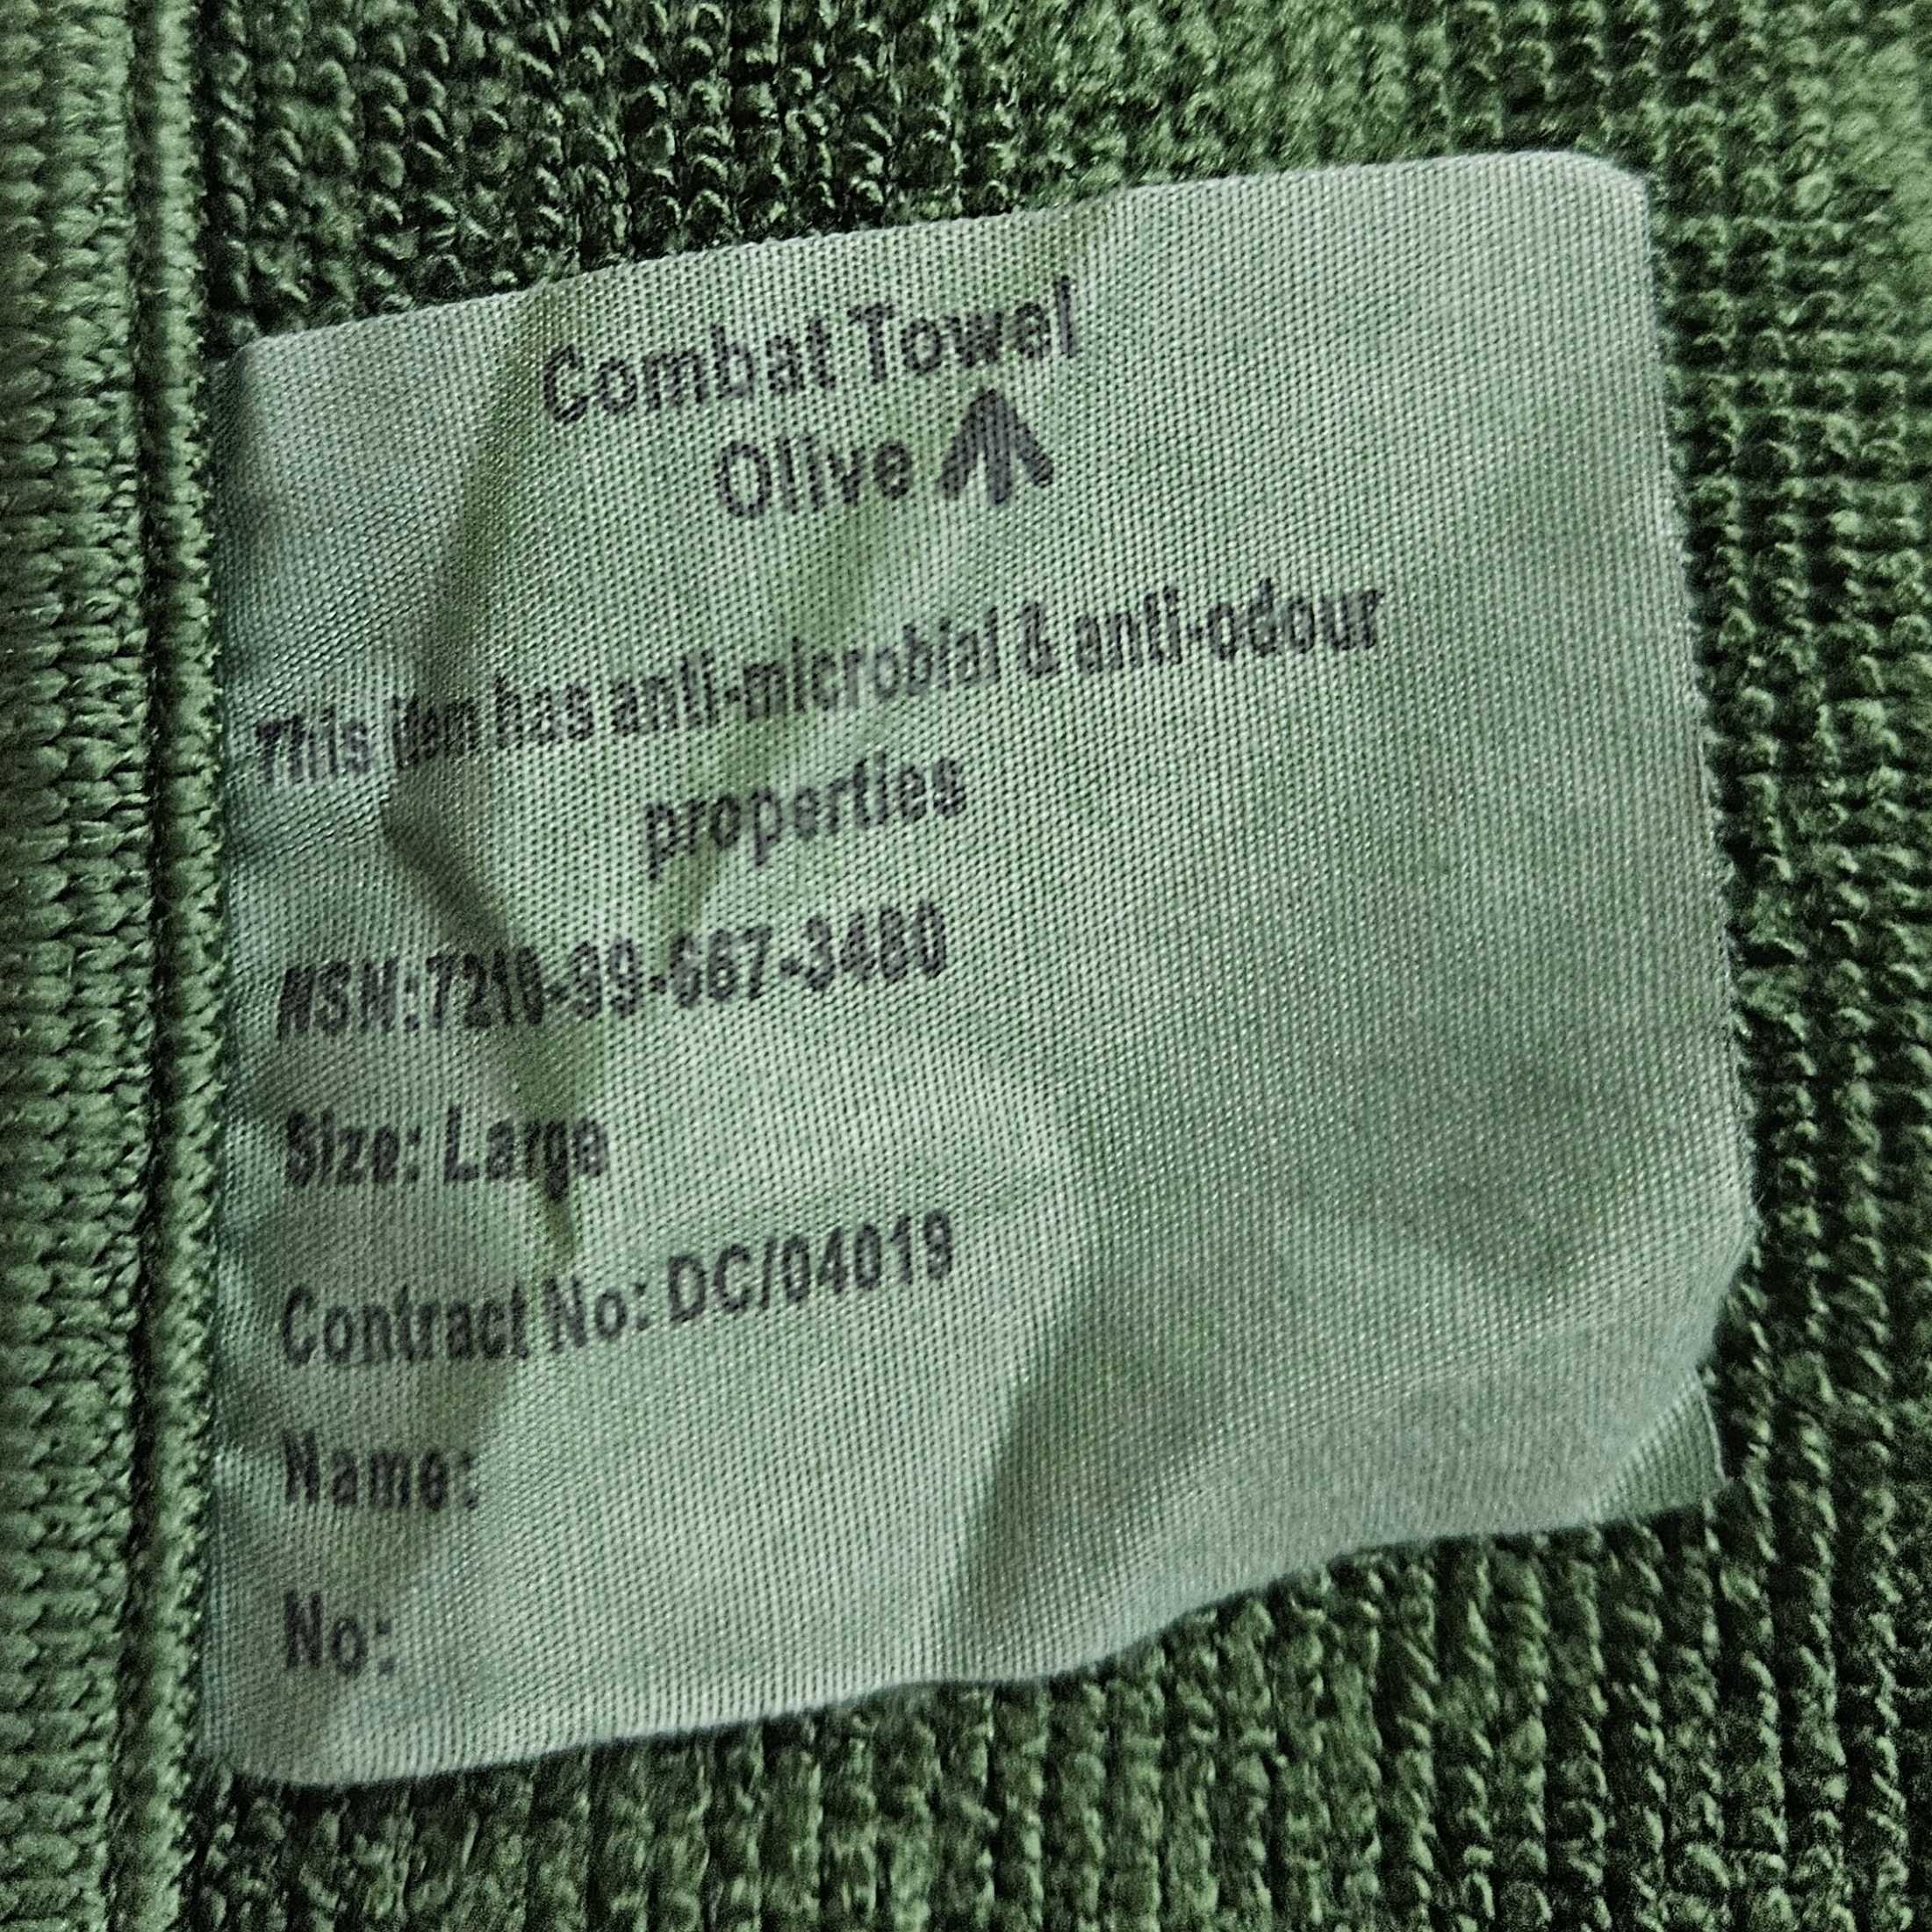 Combat Towel
Olive
This item has anti-microbial & anti-odour
properties
NSN:7210-99-667-3480
Size: Large
Contract No: DC/04019
Name:
No: